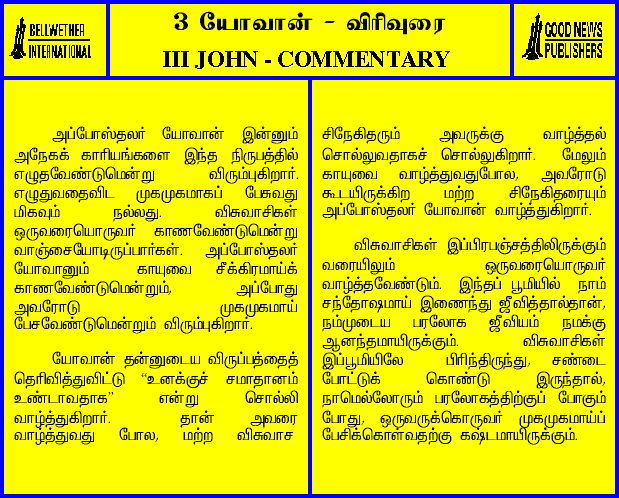 BELLWETHER
INTERNATIONAL
3 யோவான் - விரிவுரை
III JOHN - COMMENTARY
GOOD NEWS
PUBLISHERS
அப்போஸ்தலர் யோவான் இன்னும்
அநேகக் காரியங்களை இந்த நிருபத்தில்
எழுதவேண்டுமென்று விரும்புகிறார்.
எழுதுவதைவிட முகமுகமாகப் பேசுவது
மிகவும் நல்லது. விசுவாசிகள்
ஒருவரையொருவர் காணவேண்டுமென்று
வாஞ்சையோடிருப்பார்கள். அப்போஸ்தலர்
யோவானும் காயுவை சீக்கிரமாய்க்
காணவேண்டுமென்றும், அப்போது
அவரோடு முகமுகமாய்
பேசவேண்டுமென்றும் விரும்புகிறார்.
யோவான் தன்னுடைய விருப்பத்தைத்
தெரிவித்துவிட்டு “உனக்குச் சமாதானம்
உண்டாவதாக” என்று சொல்லி
வாழ்த்துகிறார். தான் அவரை
வாழ்த்துவது போல, மற்ற விசுவாச
சிநேகிதரும் அவருக்கு வாழ்த்தல்
சொல்லுவதாகச் சொல்லுகிறார். மேலும்
காயுவை வாழ்த்துவதுபோல, அவரோடு
கூடயிருக்கிற மற்ற சிநேகிதரையும்
அப்போஸ்தலர் யோவான் வாழ்த்துகிறார்.
விசுவாசிகள் இப்பிரபஞ்சத்திலிருக்கும்
வரையிலும் ஒருவரையொருவர்
வாழ்த்தவேண்டும். இந்தப் பூமியில் நாம்
சந்தோஷமாய் இணைந்து ஜீவித்தால்தான்,
நம்முடைய பரலோக ஜீவியம் நமக்கு
ஆனந்தமாயிருக்கும். விசுவாசிகள்
இப்பூமியிலே பிரிந்திருந்து, சண்டை
போட்டுக் கொண்டு இருந்தால்,
நாமெல்லோரும் பரலோகத்திற்குப் போகும்
போது, ஒருவருக்கொருவர் முகமுகமாய்ப்
பேசிக்கொள்வதற்கு கஷ்டமாயிருக்கும்.